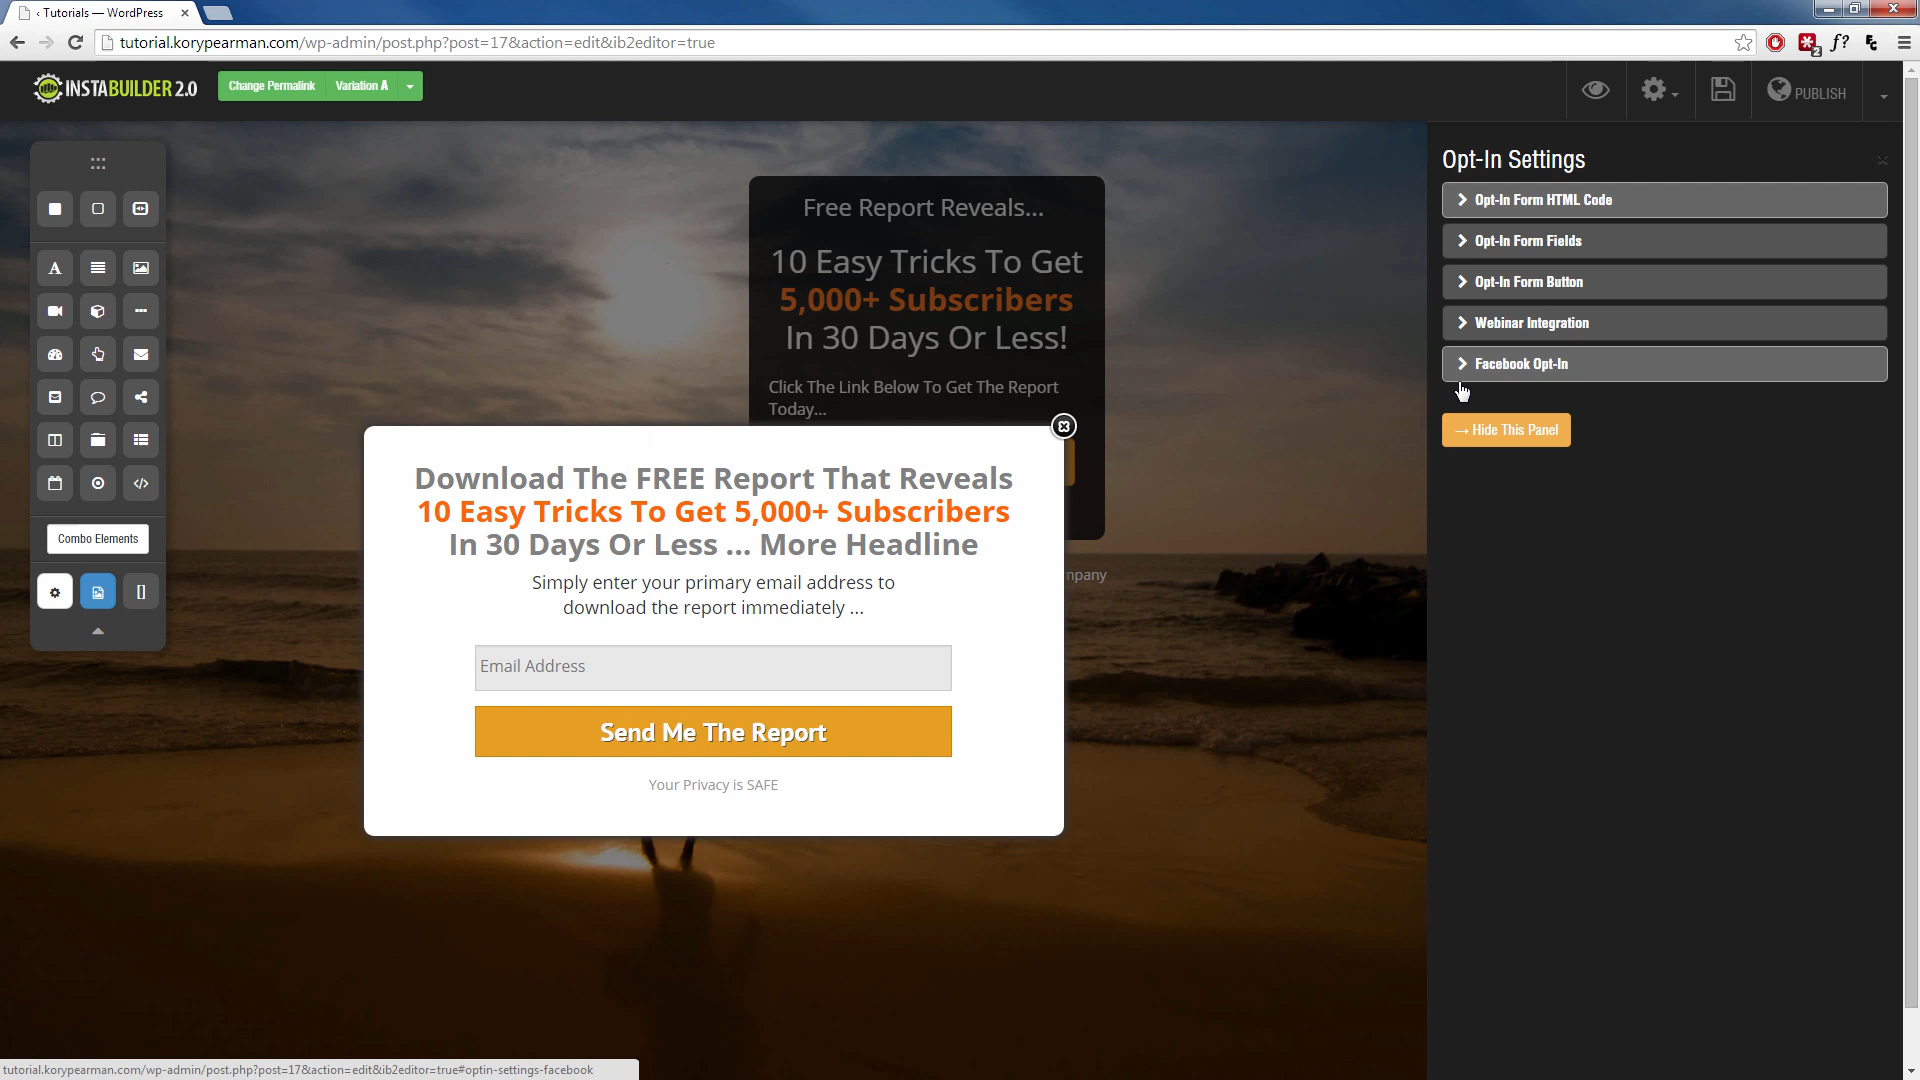 ‹ Tutorials — WordPress
tutorial.korypearman.com/wp-admin/post.php?post=17&action=edit&ib2editor=true
2
f?
INSTABUILDER 2.0
Change Permalink
Variation A
PUBLISH
Opt-In Settings
Opt-In Form HTML Code
Opt-In Form Fields
Opt-In Form Button
Webinar Integration
Facebook Opt-In
→ Hide This Panel
A
Combo Elements
[]
Free Report Reveals...
10 Easy Tricks To Get
5,000+ Subscribers
In 30 Days Or Less!
Click The Link Below To Get The Report
Today...
mpany
Download The FREE Report That Reveals
10 Easy Tricks To Get 5,000+ Subscribers
In 30 Days Or Less ... More Headline
Simply enter your primary email address to
download the report immediately ...
Email Address
Send Me The Report
Your Privacy is SAFE
tutorial.korypearman.com/wp-admin/post.php?post=17&action=edit&ib2editor=true#optin-settings-facebook